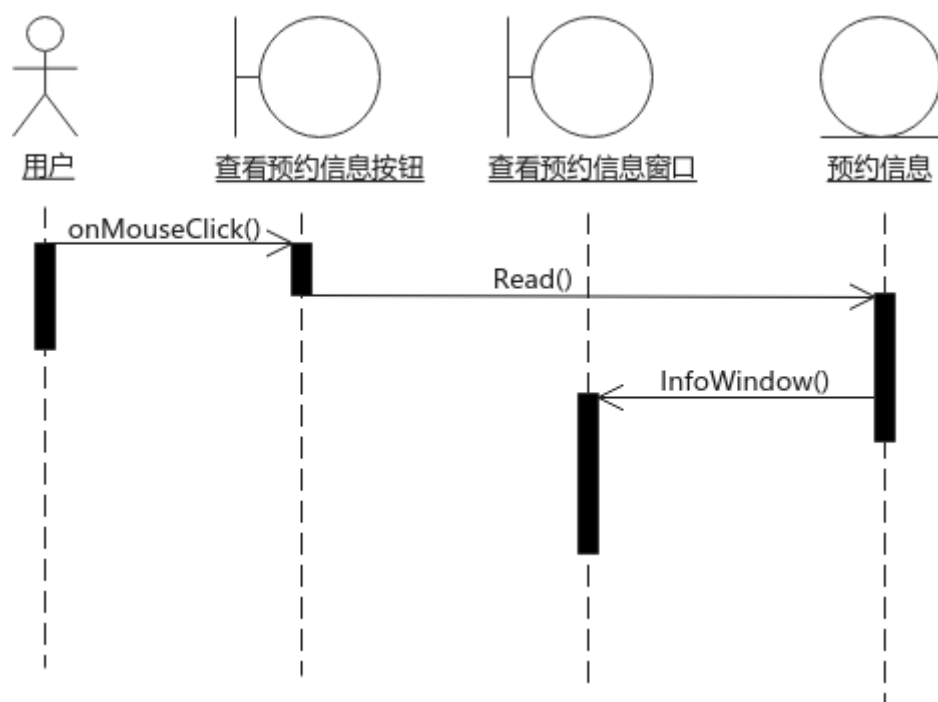 用户
查看预约信息按钮
查看预约信息窗口
预约信息
onMouseClick()
Read()
InfoWindow()